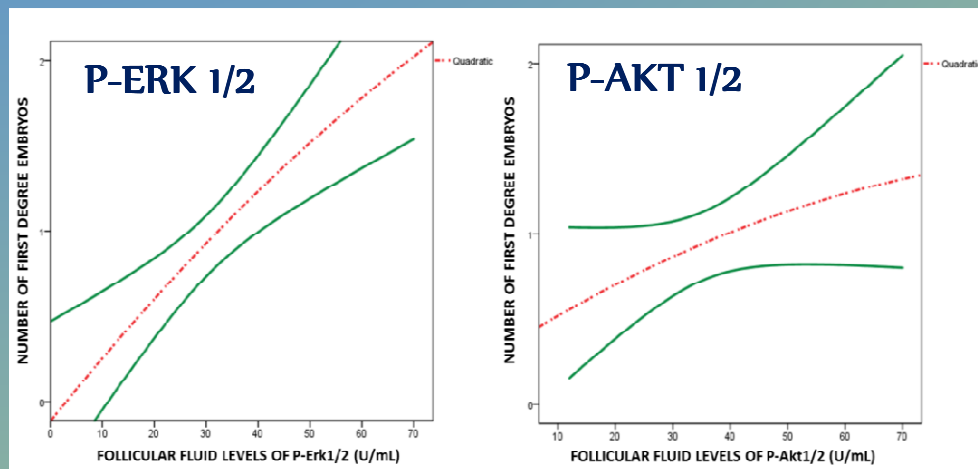 P-ERK 1/2
NUMBER OF FIRST DEGREE EMBRYOS
2
1
0
0 10 20 30 40 50 60 70
FOLLICULAR FLUID LEVELS OF P-Erk1/2 (U/mL)
Quadratic
P-AKT 1/2
NUMBER OF FIRST DEGREE EMBRYOS
2
1
0
10 20 30 40 50 60 70
FOLLICULAR FLUID LEVELS OF P-Akt1/2 (U/mL)
Quadratic